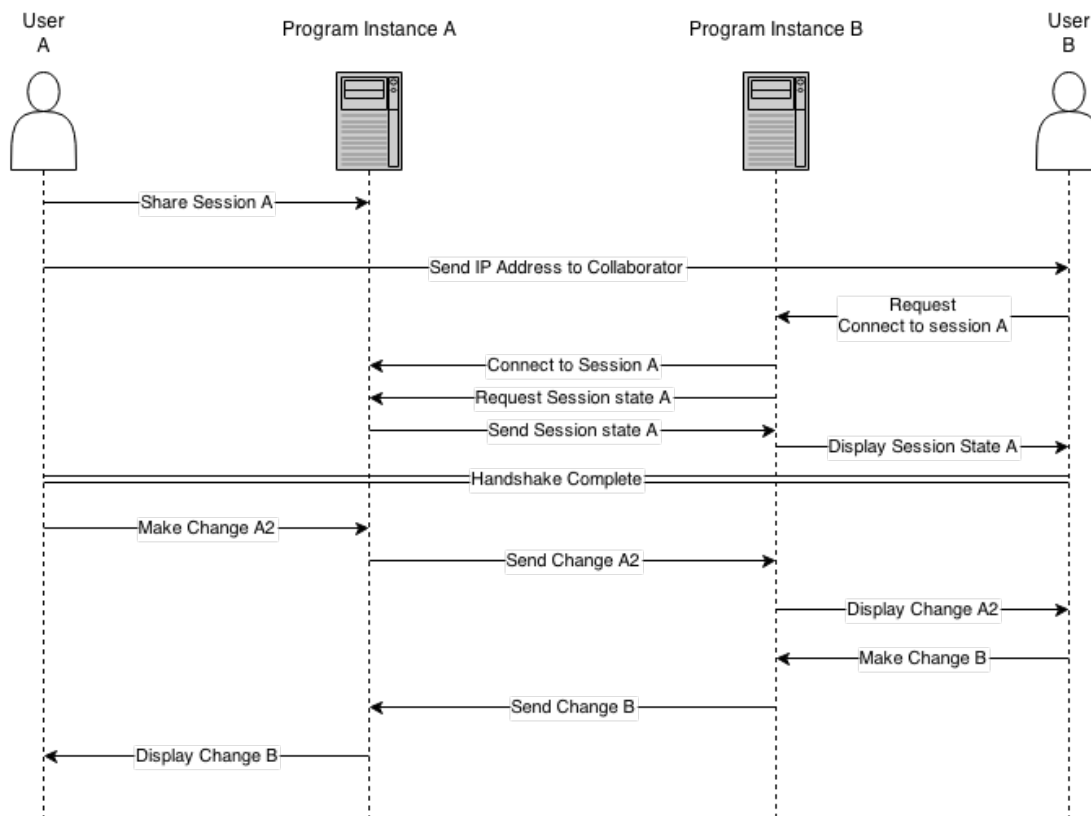 User
A
Program Instance A
Program Instance B
User
B
Share Session A
Send IP Address to Collaborator
Request
Connect to session A
Connect to Session A
Request Session state A
Send Session state A
Display Session State A
Handshake Complete
Make Change A2
Send Change A2
Display Change A2
Make Change B
Send Change B
Display Change B